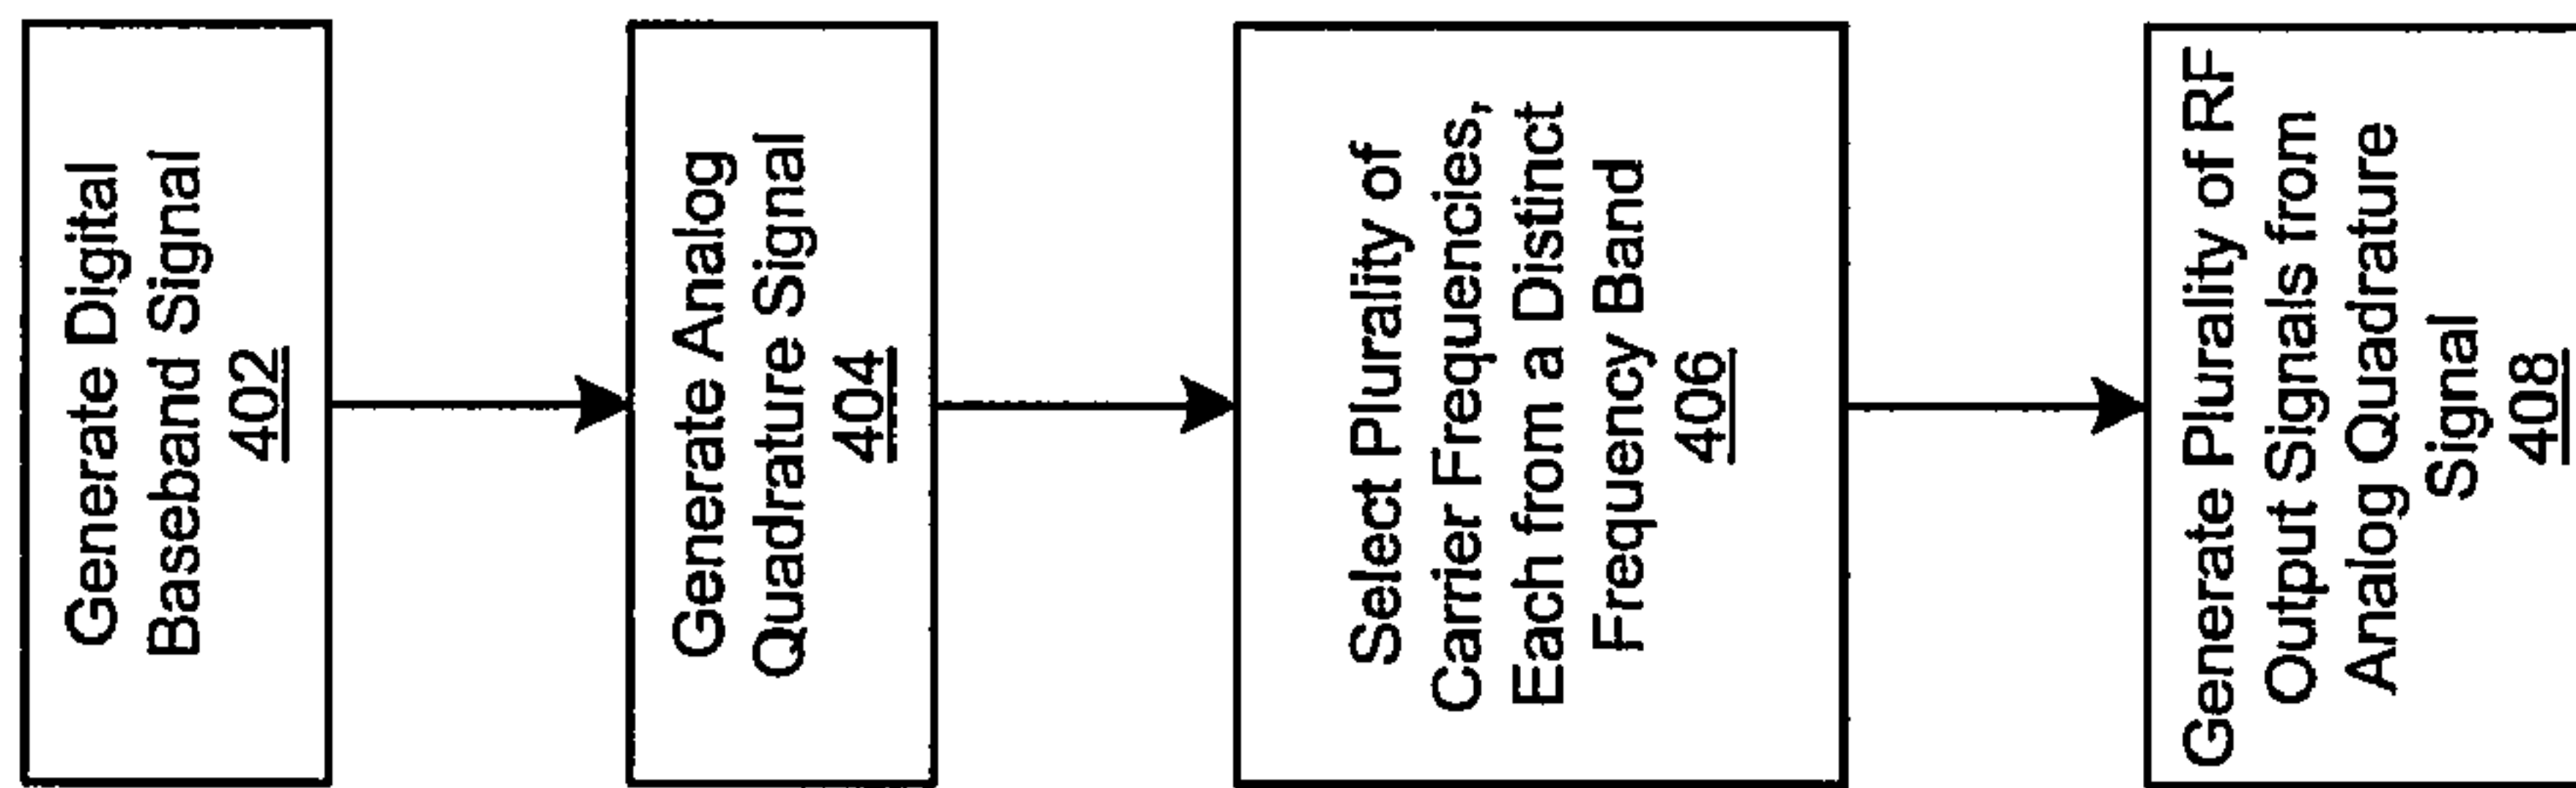 Generate Digital
Baseband Signal
402
Generate Analog
Quadrature Signal
404
Select Plurality of
Carrier Frequencies,
Each from a Distinct
Frequency Band
406
Generate Plurality of RF
Output Signals from
Analog Quadrature
Signal
408